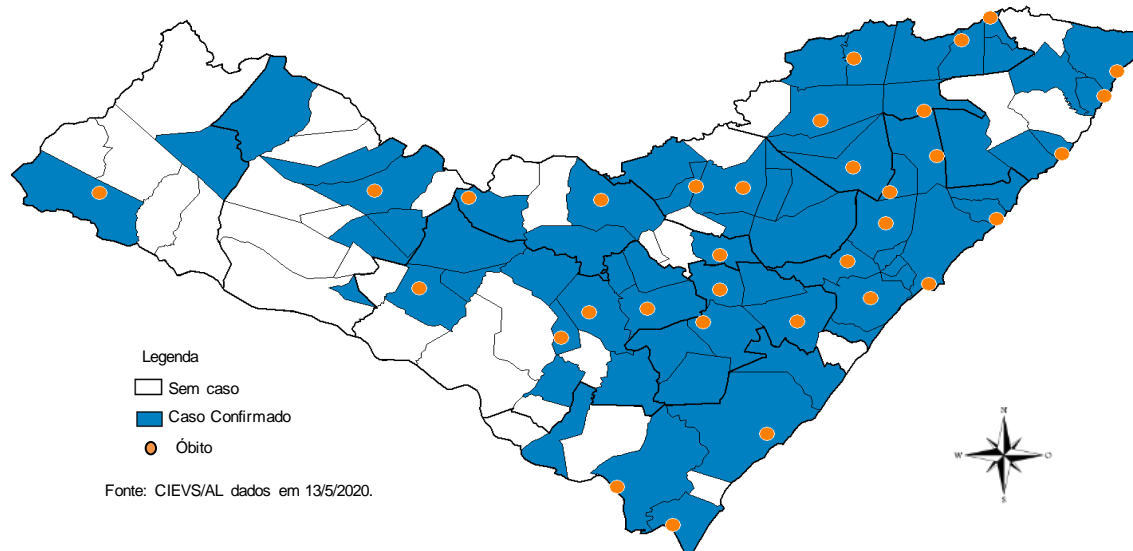 Legenda
Sem caso
Caso Confirmado
Óbito
Fonte: CIEVS/AL dados em 13/5/2020.
N
W
O
S